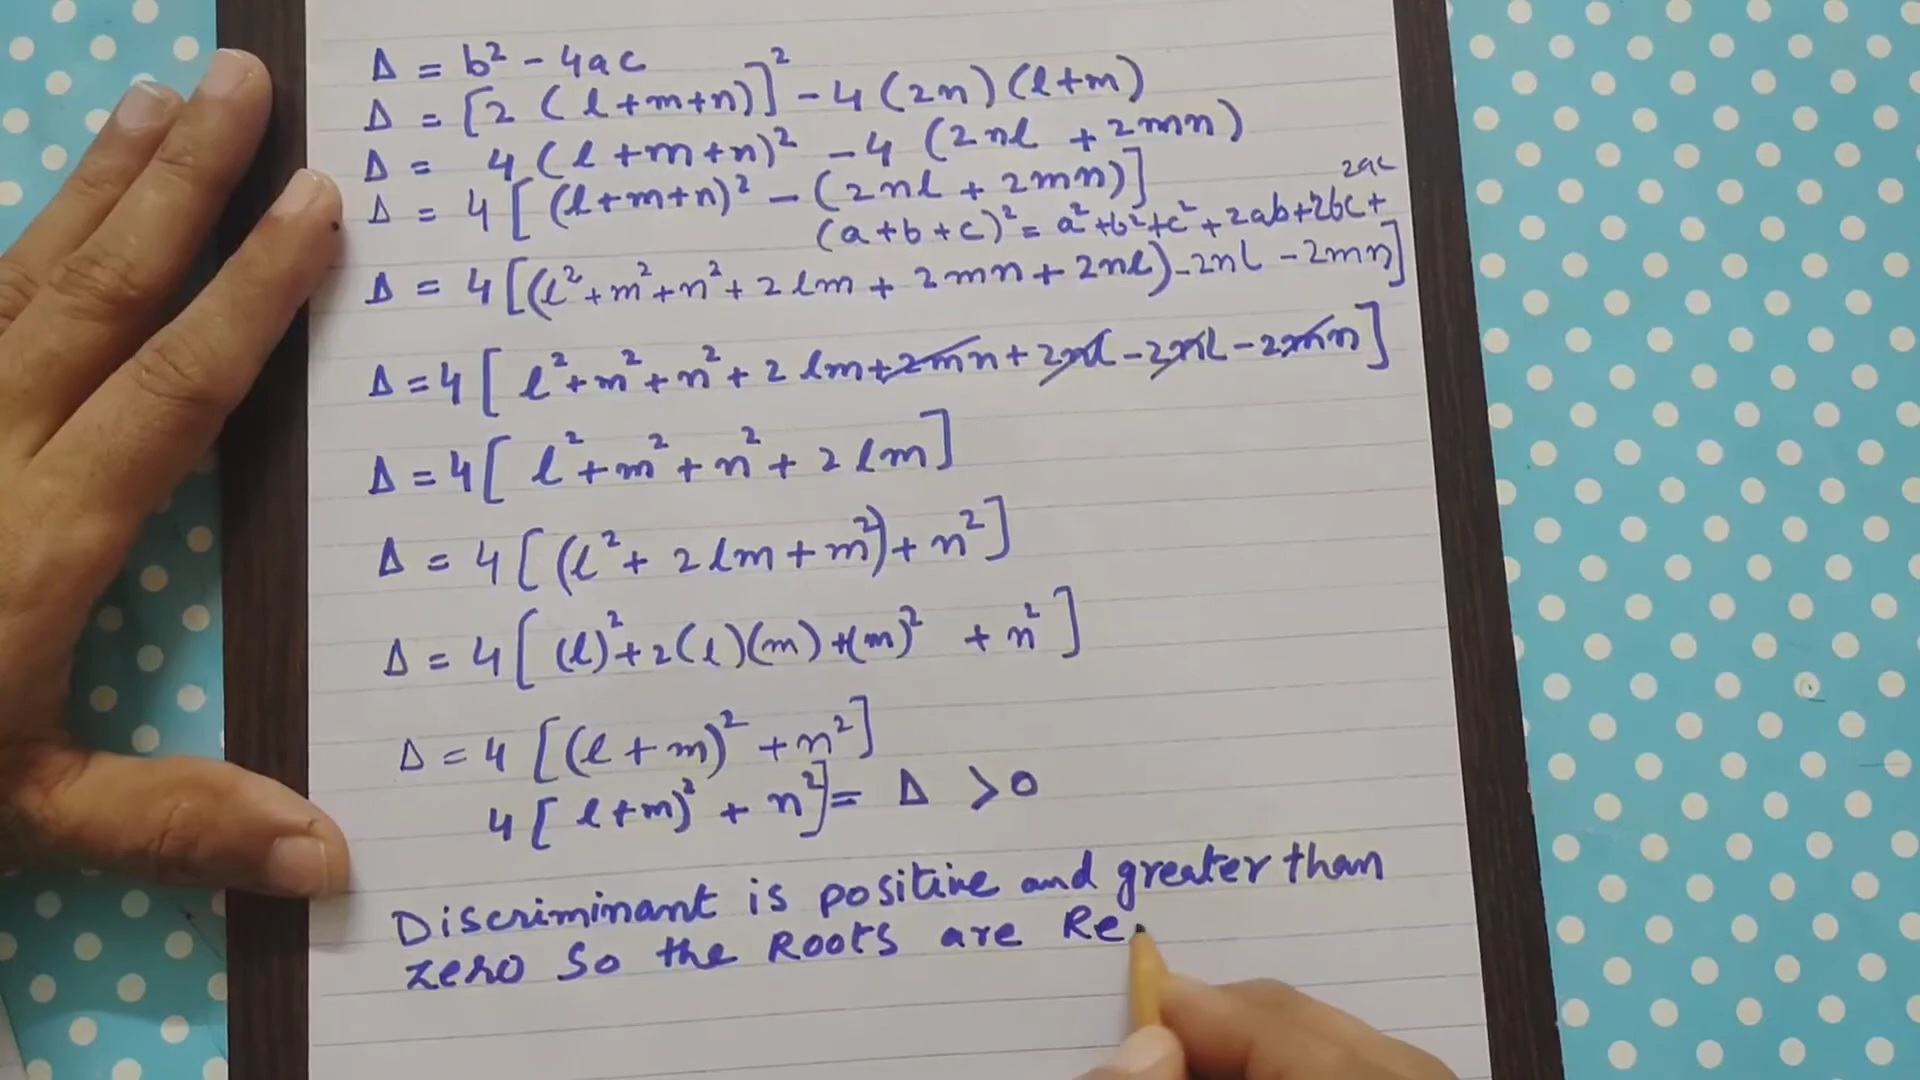 Δ = b² - 4ac
Δ = [2 (l+m+n)]² - 4 (2n) (l+m)
Δ = 4 (l+m+n)² - 4 (2nl + 2mn)
Δ = 4 [(l+m+n)² - (2nl + 2mn)]
2ac
(a+b+c)² = a²+b²+c²+2ab+2bc+
Δ = 4 [(l²+m²+n²+2lm+2mn+2nl)-2nl-2mn]
Δ = 4 [l²+m²+n²+2lm+2mn+2nl-2nl-2mn]
Δ = 4 [l²+m²+n²+2lm]
Δ = 4 [(l²+2lm+m²)+n²]
Δ = 4 [(l)²+2(l)(m)+(m)² +n²]
Δ = 4 [(l+m)²+n²]
4 [l+m)² + n²] = Δ >0
Discriminant is positive and greater than
zero So the Roots are Re